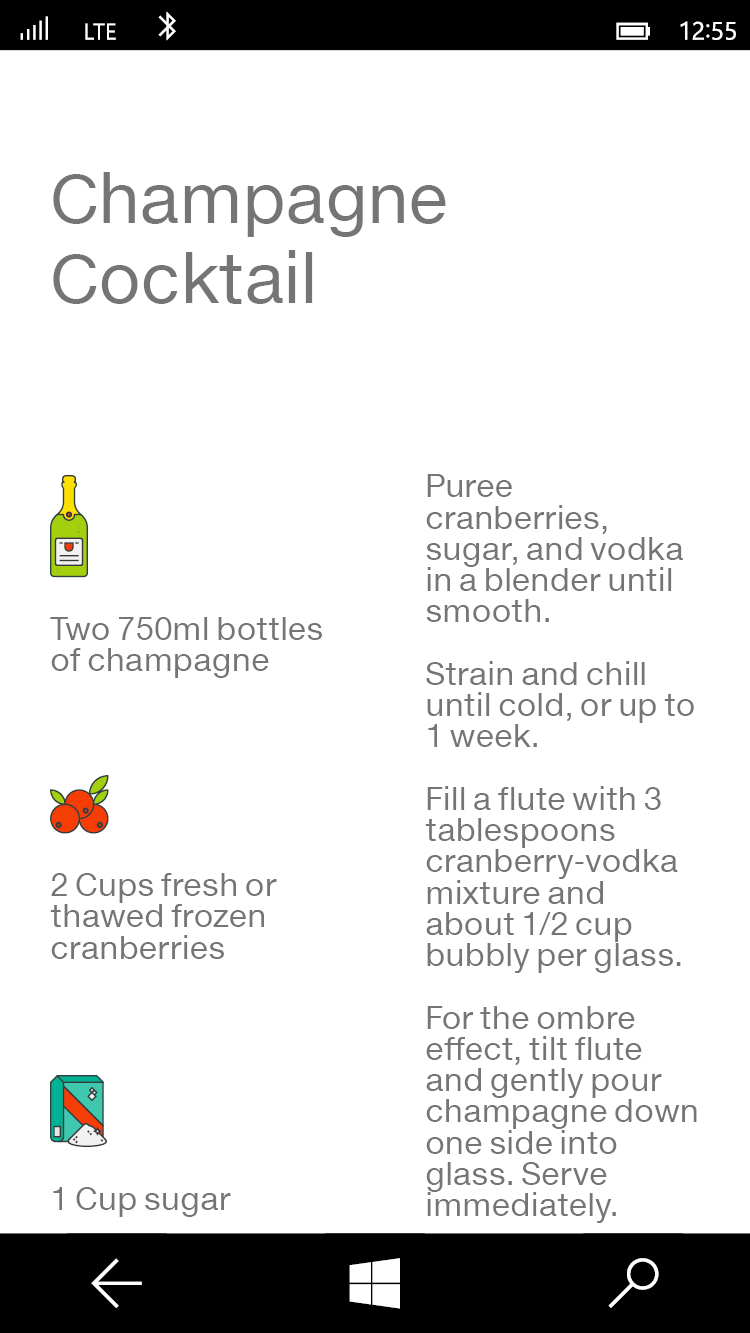 LTE
12:55
Champagne
Cocktail
Two 750ml bottles
of champagne
2 Cups fresh or
thawed frozen
cranberries
1 Cup sugar
Puree
cranberries,
sugar, and vodka
in a blender until
smooth.
Strain and chill
until cold, or up to
1 week.
Fill a flute with 3
tablespoons
cranberry-vodka
mixture and
about 1/2 cup
bubbly per glass.
For the ombre
effect, tilt flute
and gently pour
champagne down
one side into
glass. Serve
immediately.